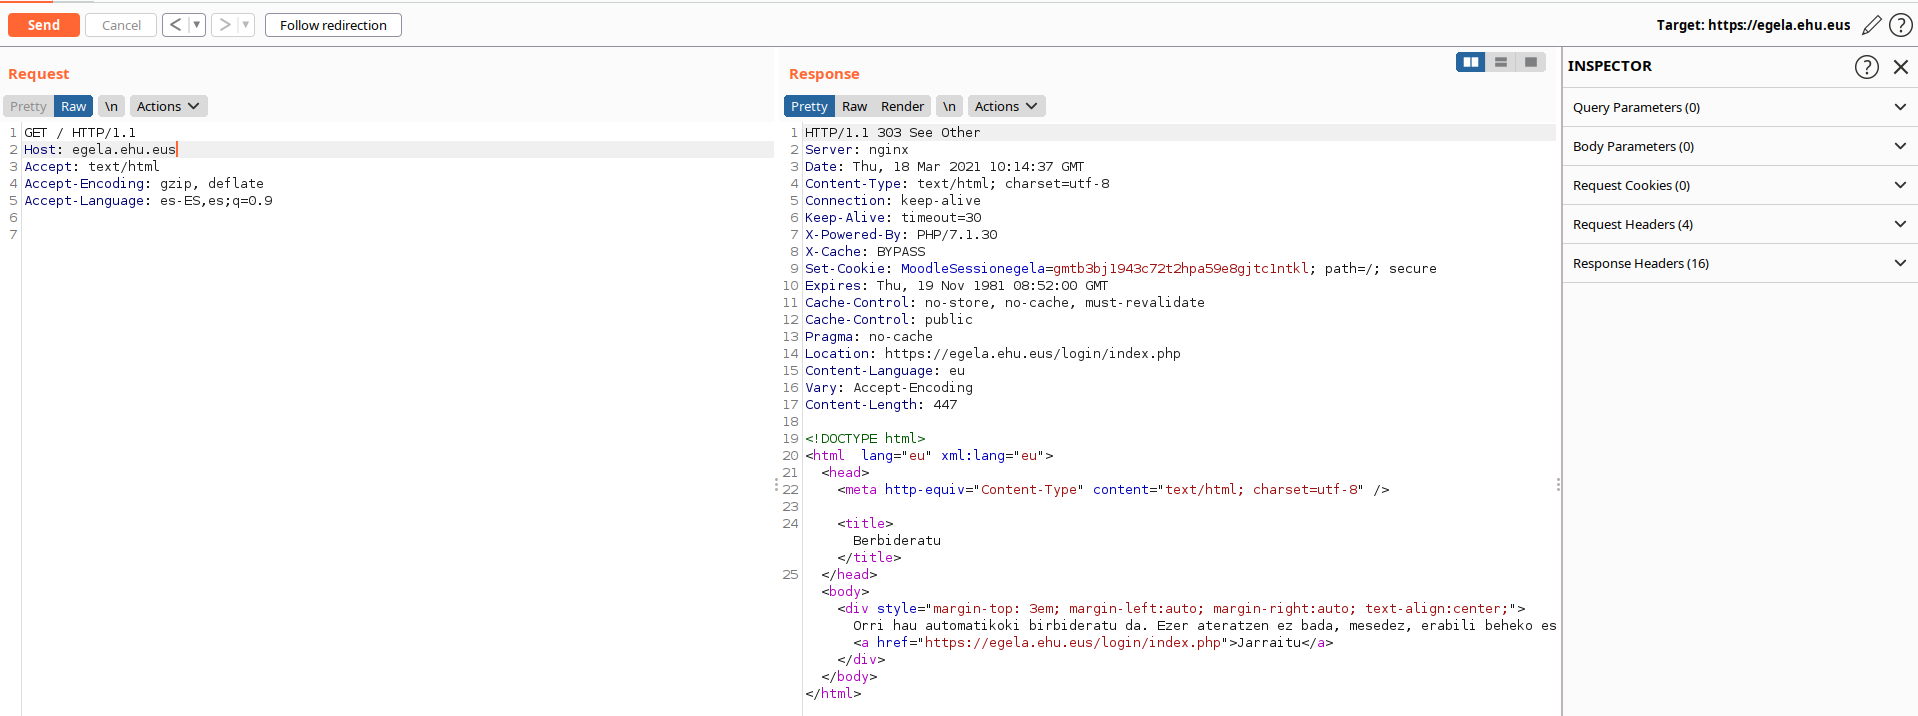 Send Cancel < ▼ > ▼ Follow redirection Target: https://egela.ehu.eus ?
Request
Pretty Raw \n Actions
1 GET / HTTP/1.1
2 Host: egela.ehu.eus
3 Accept: text/html
4 Accept-Encoding: gzip, deflate
5 Accept-Language: es-ES,es;q=0.9
6
7
Response
Pretty Raw Render \n Actions
1 HTTP/1.1 303 See Other
2 Server: nginx
3 Date: Thu, 18 Mar 2021 10:14:37 GMT
4 Content-Type: text/html; charset=utf-8
5 Connection: keep-alive
6 Keep-Alive: timeout=30
7 X-Powered-By: PHP/7.1.30
8 X-Cache: BYPASS
9 Set-Cookie: MoodleSessionegela=gmtb3bj1943c72t2hpa59e8gjtc1ntkl; path=/; secure
10 Expires: Thu, 19 Nov 1981 08:52:00 GMT
11 Cache-Control: no-store, no-cache, must-revalidate
12 Cache-Control: public
13 Pragma: no-cache
14 Location: https://egela.ehu.eus/login/index.php
15 Content-Language: eu
16 Vary: Accept-Encoding
17 Content-Length: 447
18
19 <!DOCTYPE html>
20 <html  lang="eu" xml:lang="eu">
21 <head>
22 <meta http-equiv="Content-Type" content="text/html; charset=utf-8" />
23
24 <title>
Berbideratu
</title>
25 </head>
<body>
<div style="margin-top: 3em; margin-left:auto; margin-right:auto; text-align:center;">
Orri hau automatikoki birbideratu da. Ezer ateratzen ez bada, mesedez, erabili beheko es
<a href="https://egela.ehu.eus/login/index.php">Jarraitu</a>
</div>
</body>
</html>
INSPECTOR ?
Query Parameters (0)
Body Parameters (0)
Request Cookies (0)
Request Headers (4)
Response Headers (16)